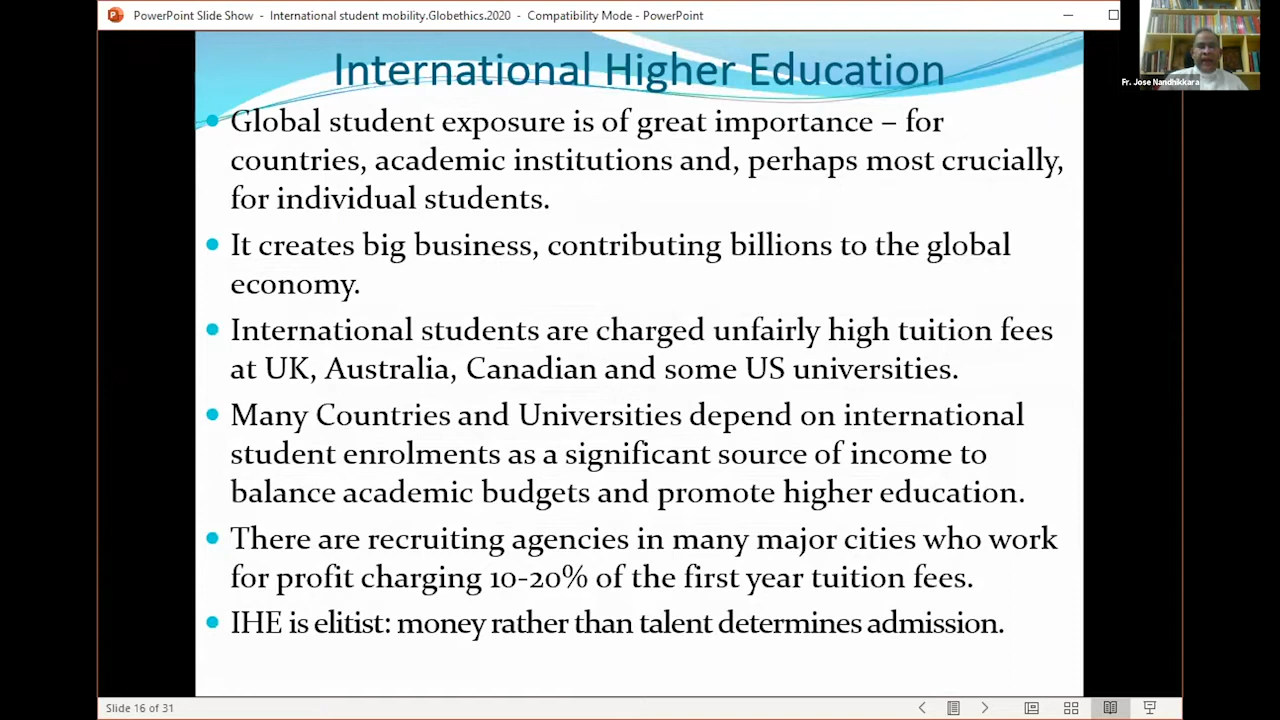 PowerPoint Slide Show - International student mobility.Globethics.2020 - Compatibility Mode - PowerPoint
Fr. Jose Nandhikkara
International Higher Education
Global student exposure is of great importance – for
countries, academic institutions and, perhaps most crucially,
for individual students.
It creates big business, contributing billions to the global
economy.
International students are charged unfairly high tuition fees
at UK, Australia, Canadian and some US universities.
Many Countries and Universities depend on international
student enrolments as a significant source of income to
balance academic budgets and promote higher education.
There are recruiting agencies in many major cities who work
for profit charging 10-20% of the first year tuition fees.
IHE is elitist: money rather than talent determines admission.
Slide 16 of 31